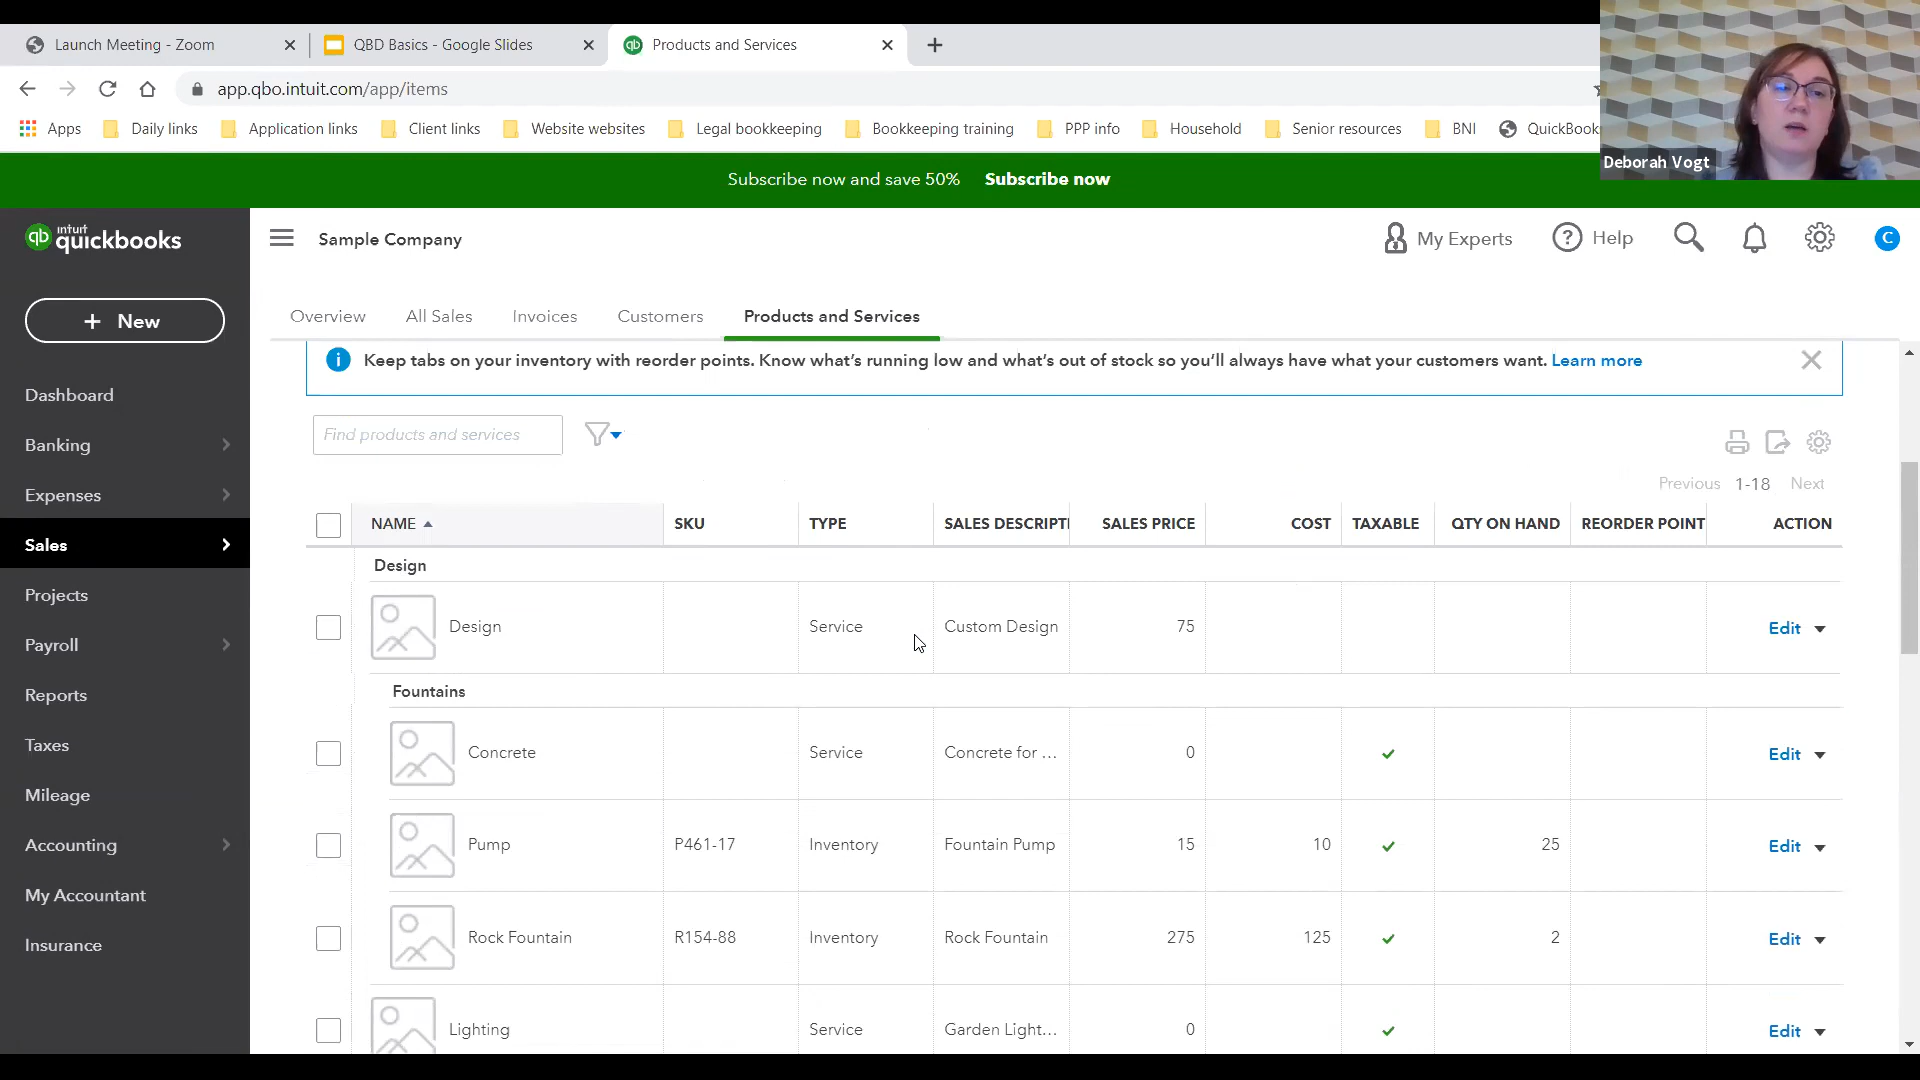 Launch Meeting - Zoom
QBD Basics - Google Slides
qb Products and Services
app.qbo.intuit.com/app/items
Apps Daily links Application links Client links Website websites Legal bookkeeping Bookkeeping training PPP info Household Senior resources BNI QuickBook
Deborah Vogt
Subscribe now and save 50% Subscribe now
qb intuit quickbooks
Sample Company
My Experts
? Help
C
+ New
Overview All Sales Invoices Customers Products and Services
i Keep tabs on your inventory with reorder points. Know what's running low and what's out of stock so you'll always have what your customers want. Learn more
Find products and services
Previous 1-18 Next
Dashboard
Banking
Expenses
Sales
Projects
Payroll
Reports
Taxes
Mileage
Accounting
My Accountant
Insurance
NAME SKU TYPE SALES DESCRIPTI SALES PRICE COST TAXABLE QTY ON HAND REORDER POINT ACTION
Design
Design Service Custom Design 75 Edit
Fountains
Concrete Service Concrete for ... 0 Edit
Pump P461-17 Inventory Fountain Pump 15 10 25 Edit
Rock Fountain R154-88 Inventory Rock Fountain 275 125 2 Edit
Lighting Service Garden Light... 0 Edit